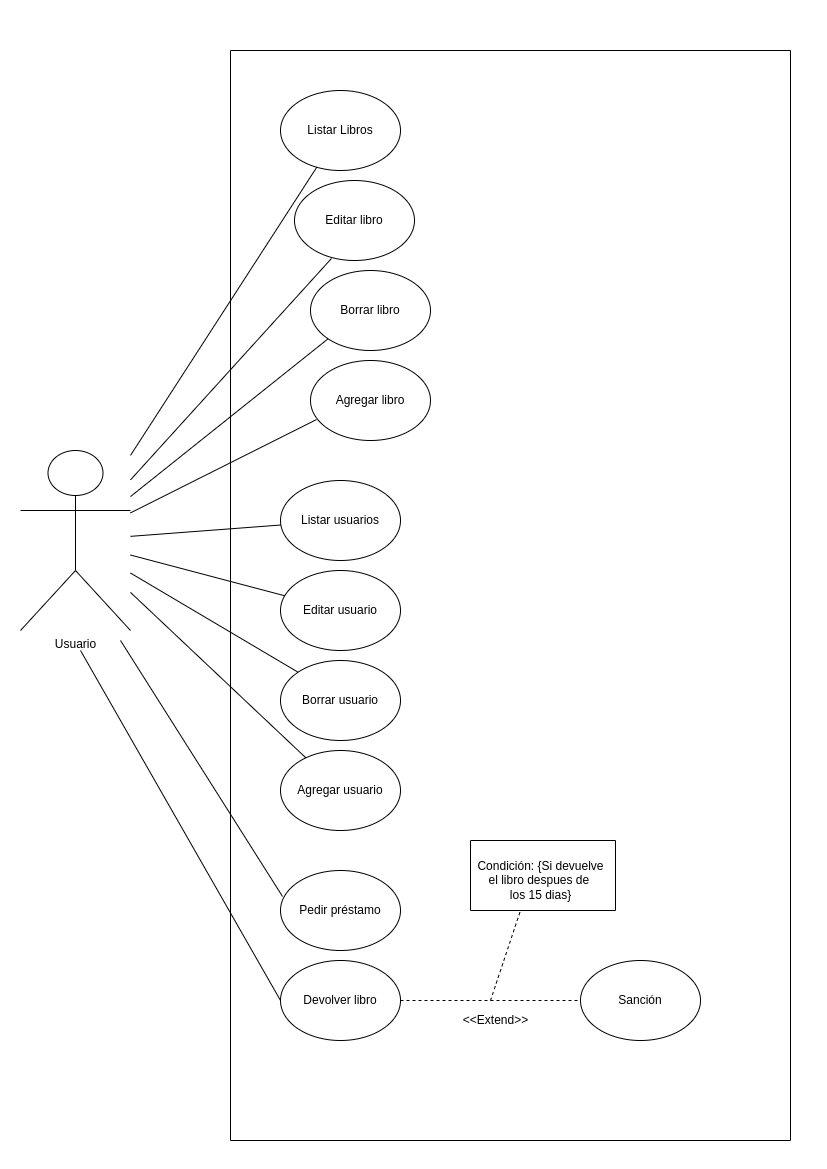 Listar Libros
Editar libro
Borrar libro
Agregar libro
Listar usuarios
Editar usuario
Usuario
Borrar usuario
Agregar usuario
Condición: {Si devuelve
el libro despues de
los 15 dias}
Pedir préstamo
Devolver libro
Sanción
<<Extend>>